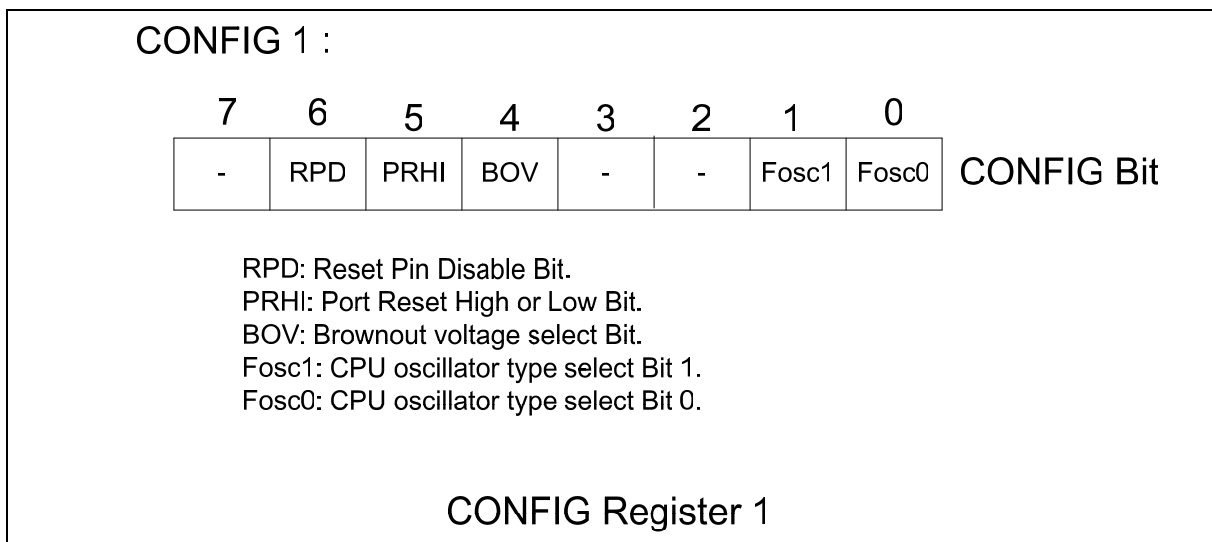 CONFIG 1 :
7 6 5 4 3 2 1 0
- RPD PRHI BOV - - Fosc1 Fosc0 CONFIG Bit
RPD: Reset Pin Disable Bit.
PRHI: Port Reset High or Low Bit.
BOV: Brownout voltage select Bit.
Fosc1: CPU oscillator type select Bit 1.
Fosc0: CPU oscillator type select Bit 0.
CONFIG Register 1